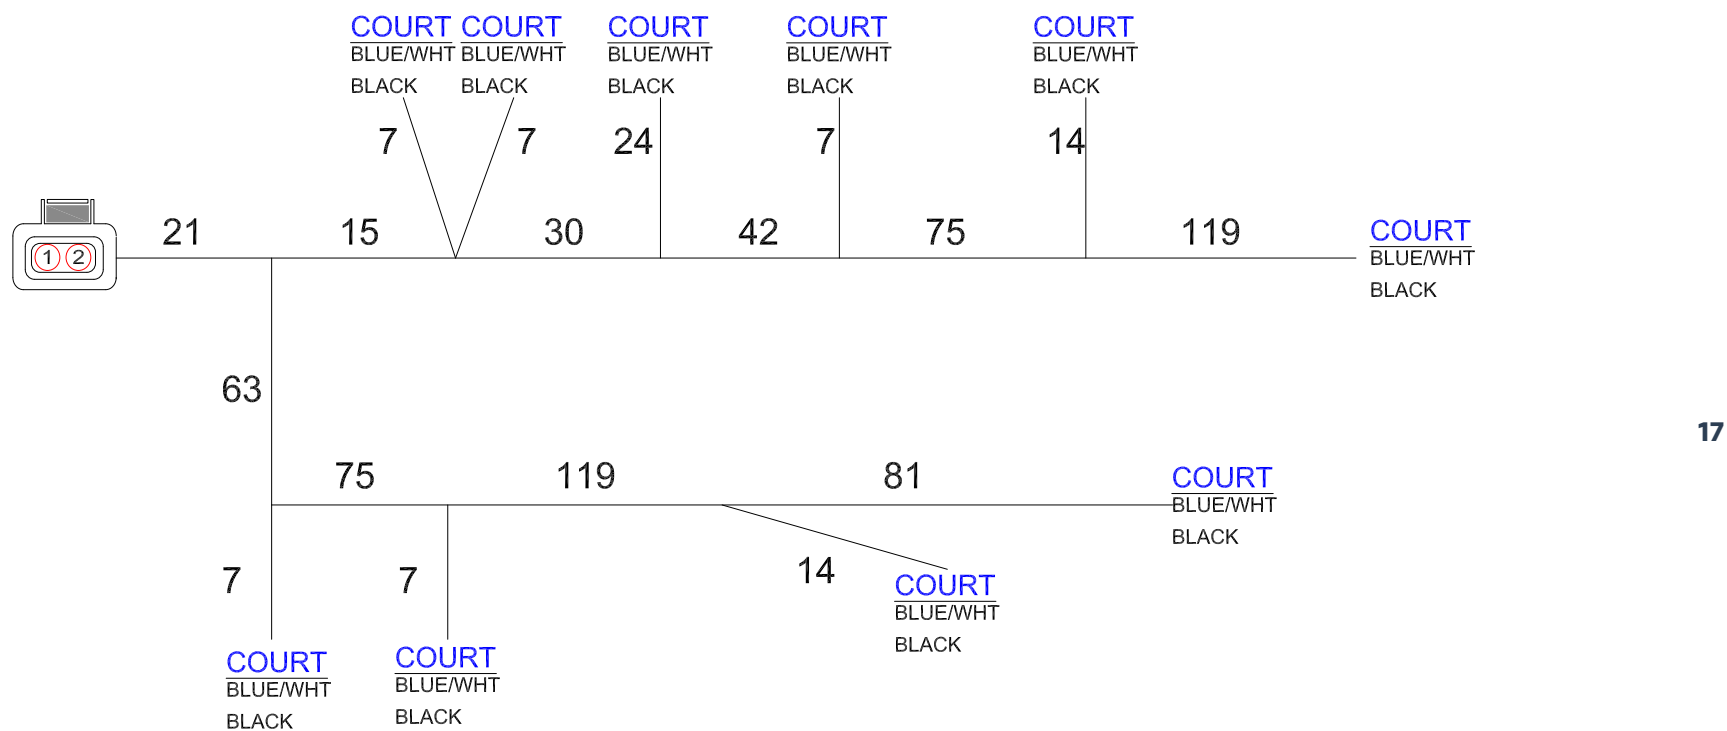 COURT COURT COURT COURT COURT
BLUE/WHT BLUE/WHT BLUE/WHT BLUE/WHT BLUE/WHT
BLACK BLACK BLACK BLACK BLACK
7 7 24 7 14
21 15 30 42 75 119 COURT
1 2 BLUE/WHT
BLACK
63
17
75 119 81 COURT
BLUE/WHT
BLACK
7 7 14 COURT
BLUE/WHT
BLACK
COURT COURT
BLUE/WHT BLUE/WHT
BLACK BLACK